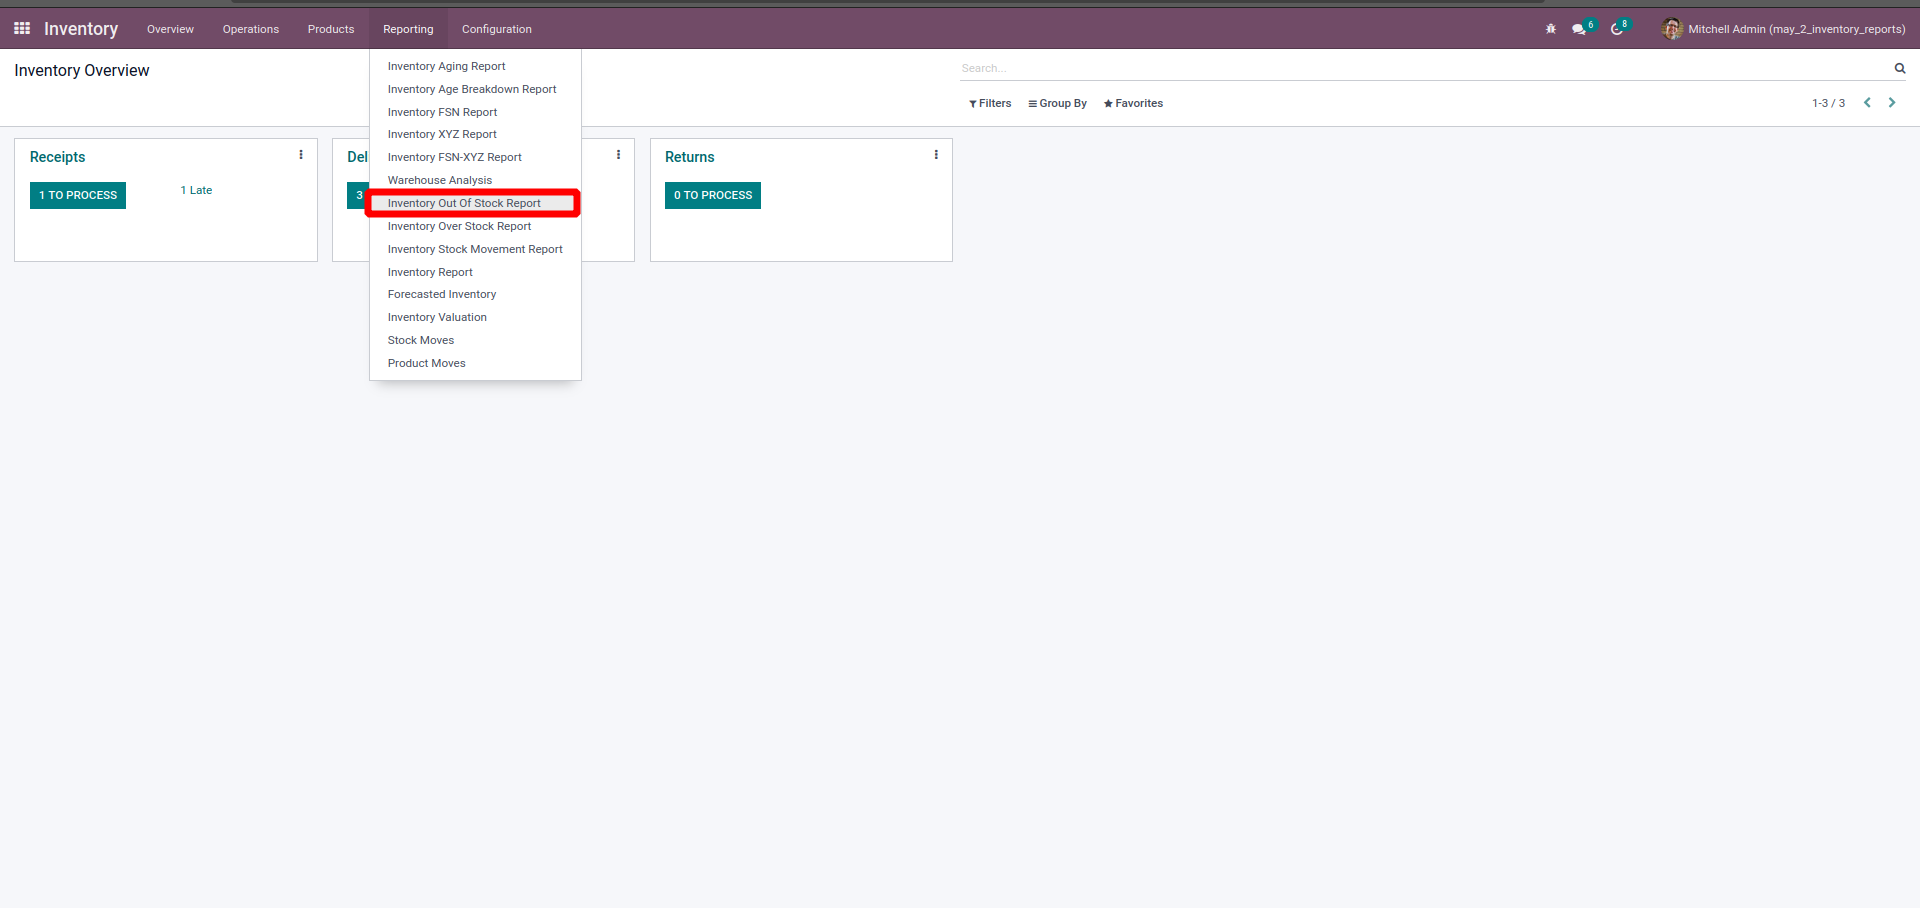 Inventory Overview Operations Products Reporting Configuration 6 8 Mitchell Admin (may_2_inventory_reports)
Inventory Overview
Search...
Filters Group By Favorites 1-3 / 3
Inventory Aging Report
Inventory Age Breakdown Report
Inventory FSN Report
Inventory XYZ Report
Inventory FSN-XYZ Report
Warehouse Analysis
Inventory Out Of Stock Report
Inventory Over Stock Report
Inventory Stock Movement Report
Inventory Report
Forecasted Inventory
Inventory Valuation
Stock Moves
Product Moves
Receipts
1 TO PROCESS 1 Late
Del
3
Returns
0 TO PROCESS